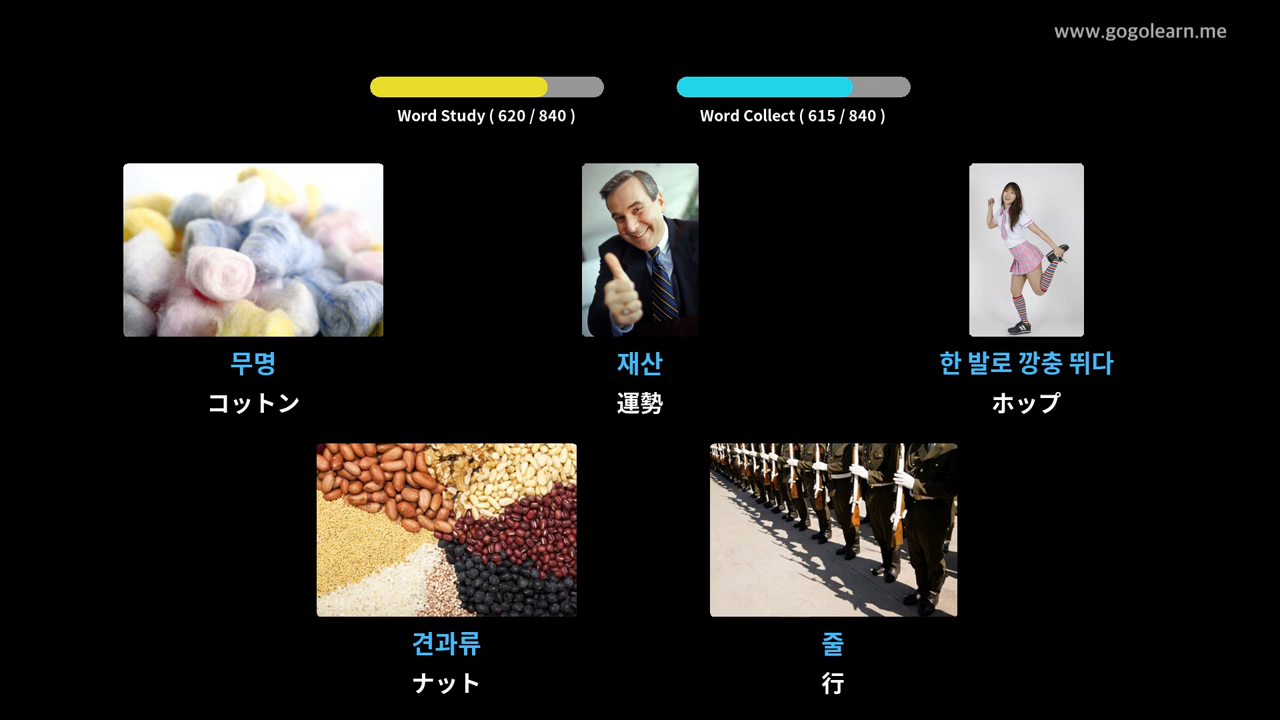 www.gogolearn.me
Word Study ( 620 / 840 )
Word Collect ( 615 / 840 )
무명
コットン
재산
運勢
한 발로 깡충 뛰다
ホップ
견과류
ナット
줄
行